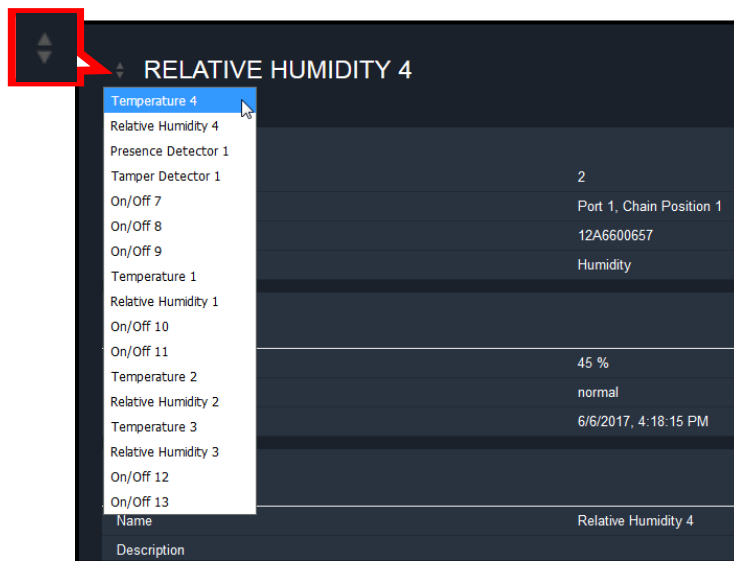 RELATIVE HUMIDITY 4
Temperature 4
Relative Humidity 4
Presence Detector 1
Tamper Detector 1
2
On/Off 7
Port 1, Chain Position 1
On/Off 8
12A6600657
On/Off 9
Humidity
Temperature 1
Relative Humidity 1
On/Off 10
On/Off 11
45 %
Temperature 2
normal
Relative Humidity 2
6/6/2017, 4:18:15 PM
Temperature 3
Relative Humidity 3
On/Off 12
On/Off 13
Name Relative Humidity 4
Description